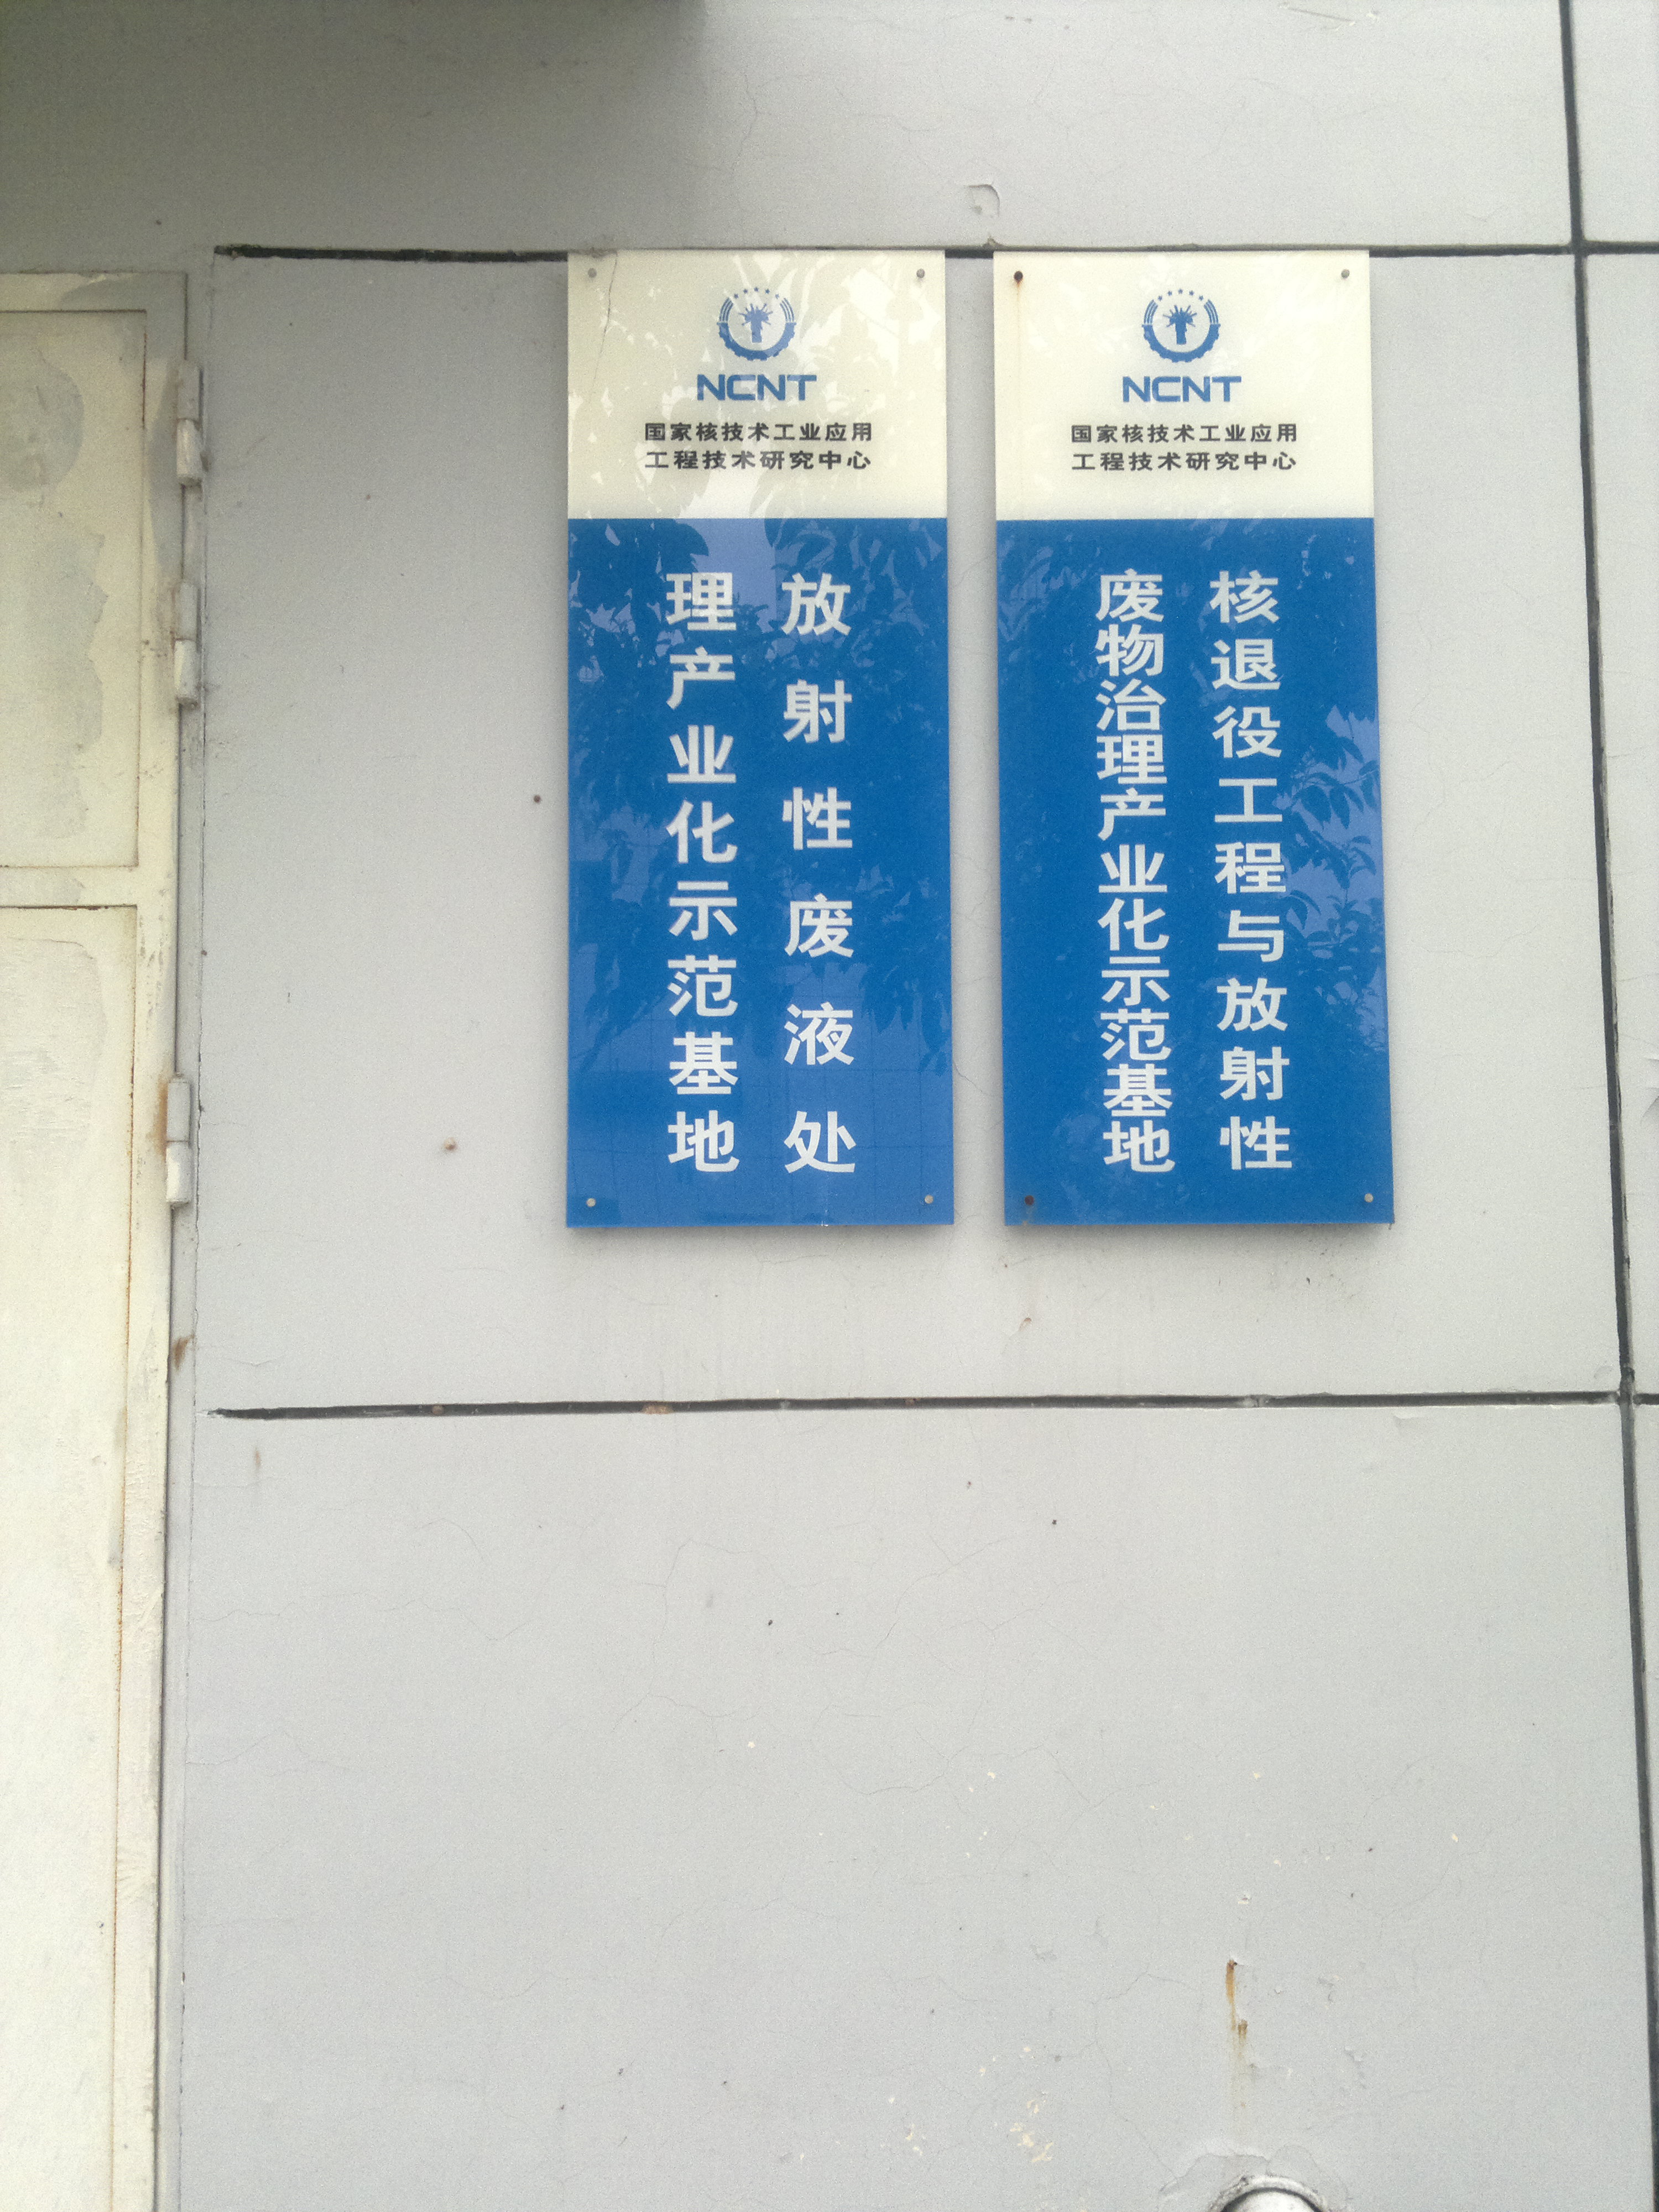 NCNT
国家核技术工业应用
工程技术研究中心
放射性废液处
理产业化示范基地
NCNT
国家核技术工业应用
工程技术研究中心
核退役工程与放射性
废物治理产业化示范基地